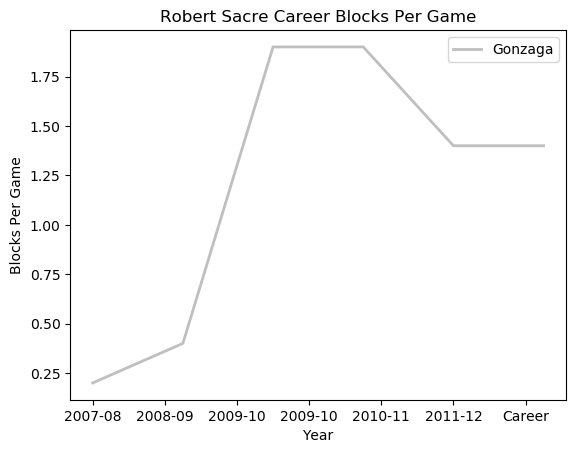 Robert Sacre Career Blocks Per Game
Gonzaga
Blocks Per Game
1.75
1.50
1.25
1.00
0.75
0.50
0.25
2007-08 2008-09 2009-10 2009-10 2010-11 2011-12 Career
Year